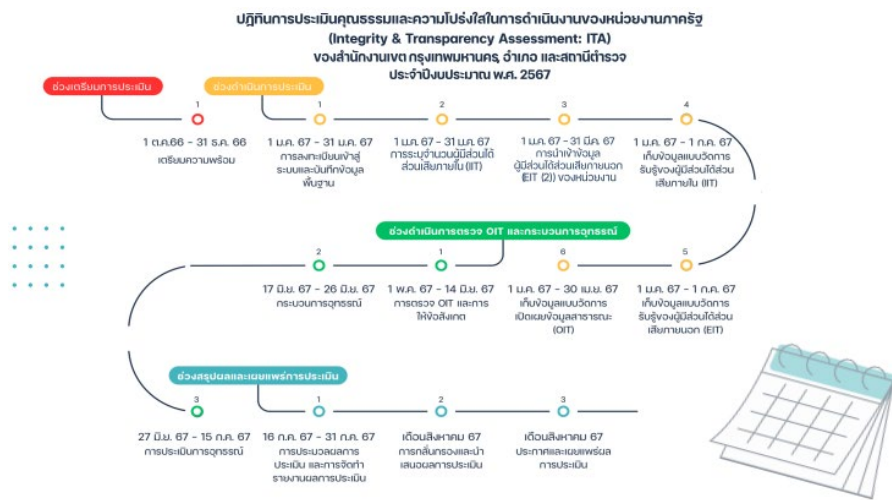 ปฎิทินการประเมินคุณธรรมและความโปร่งใสในการดำเนินงานของหน่วยงานภาครัฐ
(Integrity & Transparency Assessment: ITA)
ของสำนักงานเขต กรุงเทพมหานคร, อำเภอ และสถานีตำรวจ
ประจำปีงบประมาณ พ.ศ. 2567
ช่วงเตรียมการประเมิน
1
1 ต.ค.66 - 31 ธ.ค. 66
เตรียมความพร้อม
ช่วงดำเนินการประเมิน
1
1 ม.ค. 67 - 31 ม.ค. 67
การลงทะเบียนเข้าสู่
ระบบและบันทึกข้อมูล
พื้นฐาน
2
1 ม.ค. 67 - 31 ม.ค. 67
การระบุจำนวนผู้มีส่วนได้
ส่วนเสียภายใน (IIT)
3
1 ม.ค. 67 - 31 มี.ค. 67
การนำเข้าข้อมูล
ผู้มีส่วนได้ส่วนเสียภายนอก
(EIT (2)) ของหน่วยงาน
4
1 ม.ค. 67 - 1 ก.ค. 67
เก็บข้อมูลแบบวัดการ
รับรู้ของผู้มีส่วนได้ส่วน
เสียภายใน (IIT)
5
1 ม.ค. 67 - 1 ก.ค. 67
เก็บข้อมูลแบบวัดการ
รับรู้ของผู้มีส่วนได้ส่วน
เสียภายนอก (EIT)
6
1 ม.ค. 67 - 30 เม.ย. 67
เก็บข้อมูลแบบวัดการ
เปิดเผยข้อมูลสาธารณะ
(OIT)
ช่วงดำเนินการตรวจ OIT และกระบวนการอุทธรณ์
1
1 พ.ค. 67 - 14 มิ.ย. 67
การตรวจ OIT และการ
ให้ข้อสังเกต
2
17 มิ.ย. 67 - 26 มิ.ย. 67
กระบวนการอุทธรณ์
3
27 มิ.ย. 67 - 15 ก.ค. 67
การประเมินการอุทธรณ์
ช่วงสรุปผลและเผยแพร่การประเมิน
1
16 ก.ค. 67 - 31 ก.ค. 67
การประมวลผลการ
ประเมิน และการจัดทำ
รายงานผลการประเมิน
2
เดือนสิงหาคม 67
การกลั่นกรองและนำ
เสนอผลการประเมิน
3
เดือนสิงหาคม 67
ประกาศและเผยแพร่ผล
การประเมิน